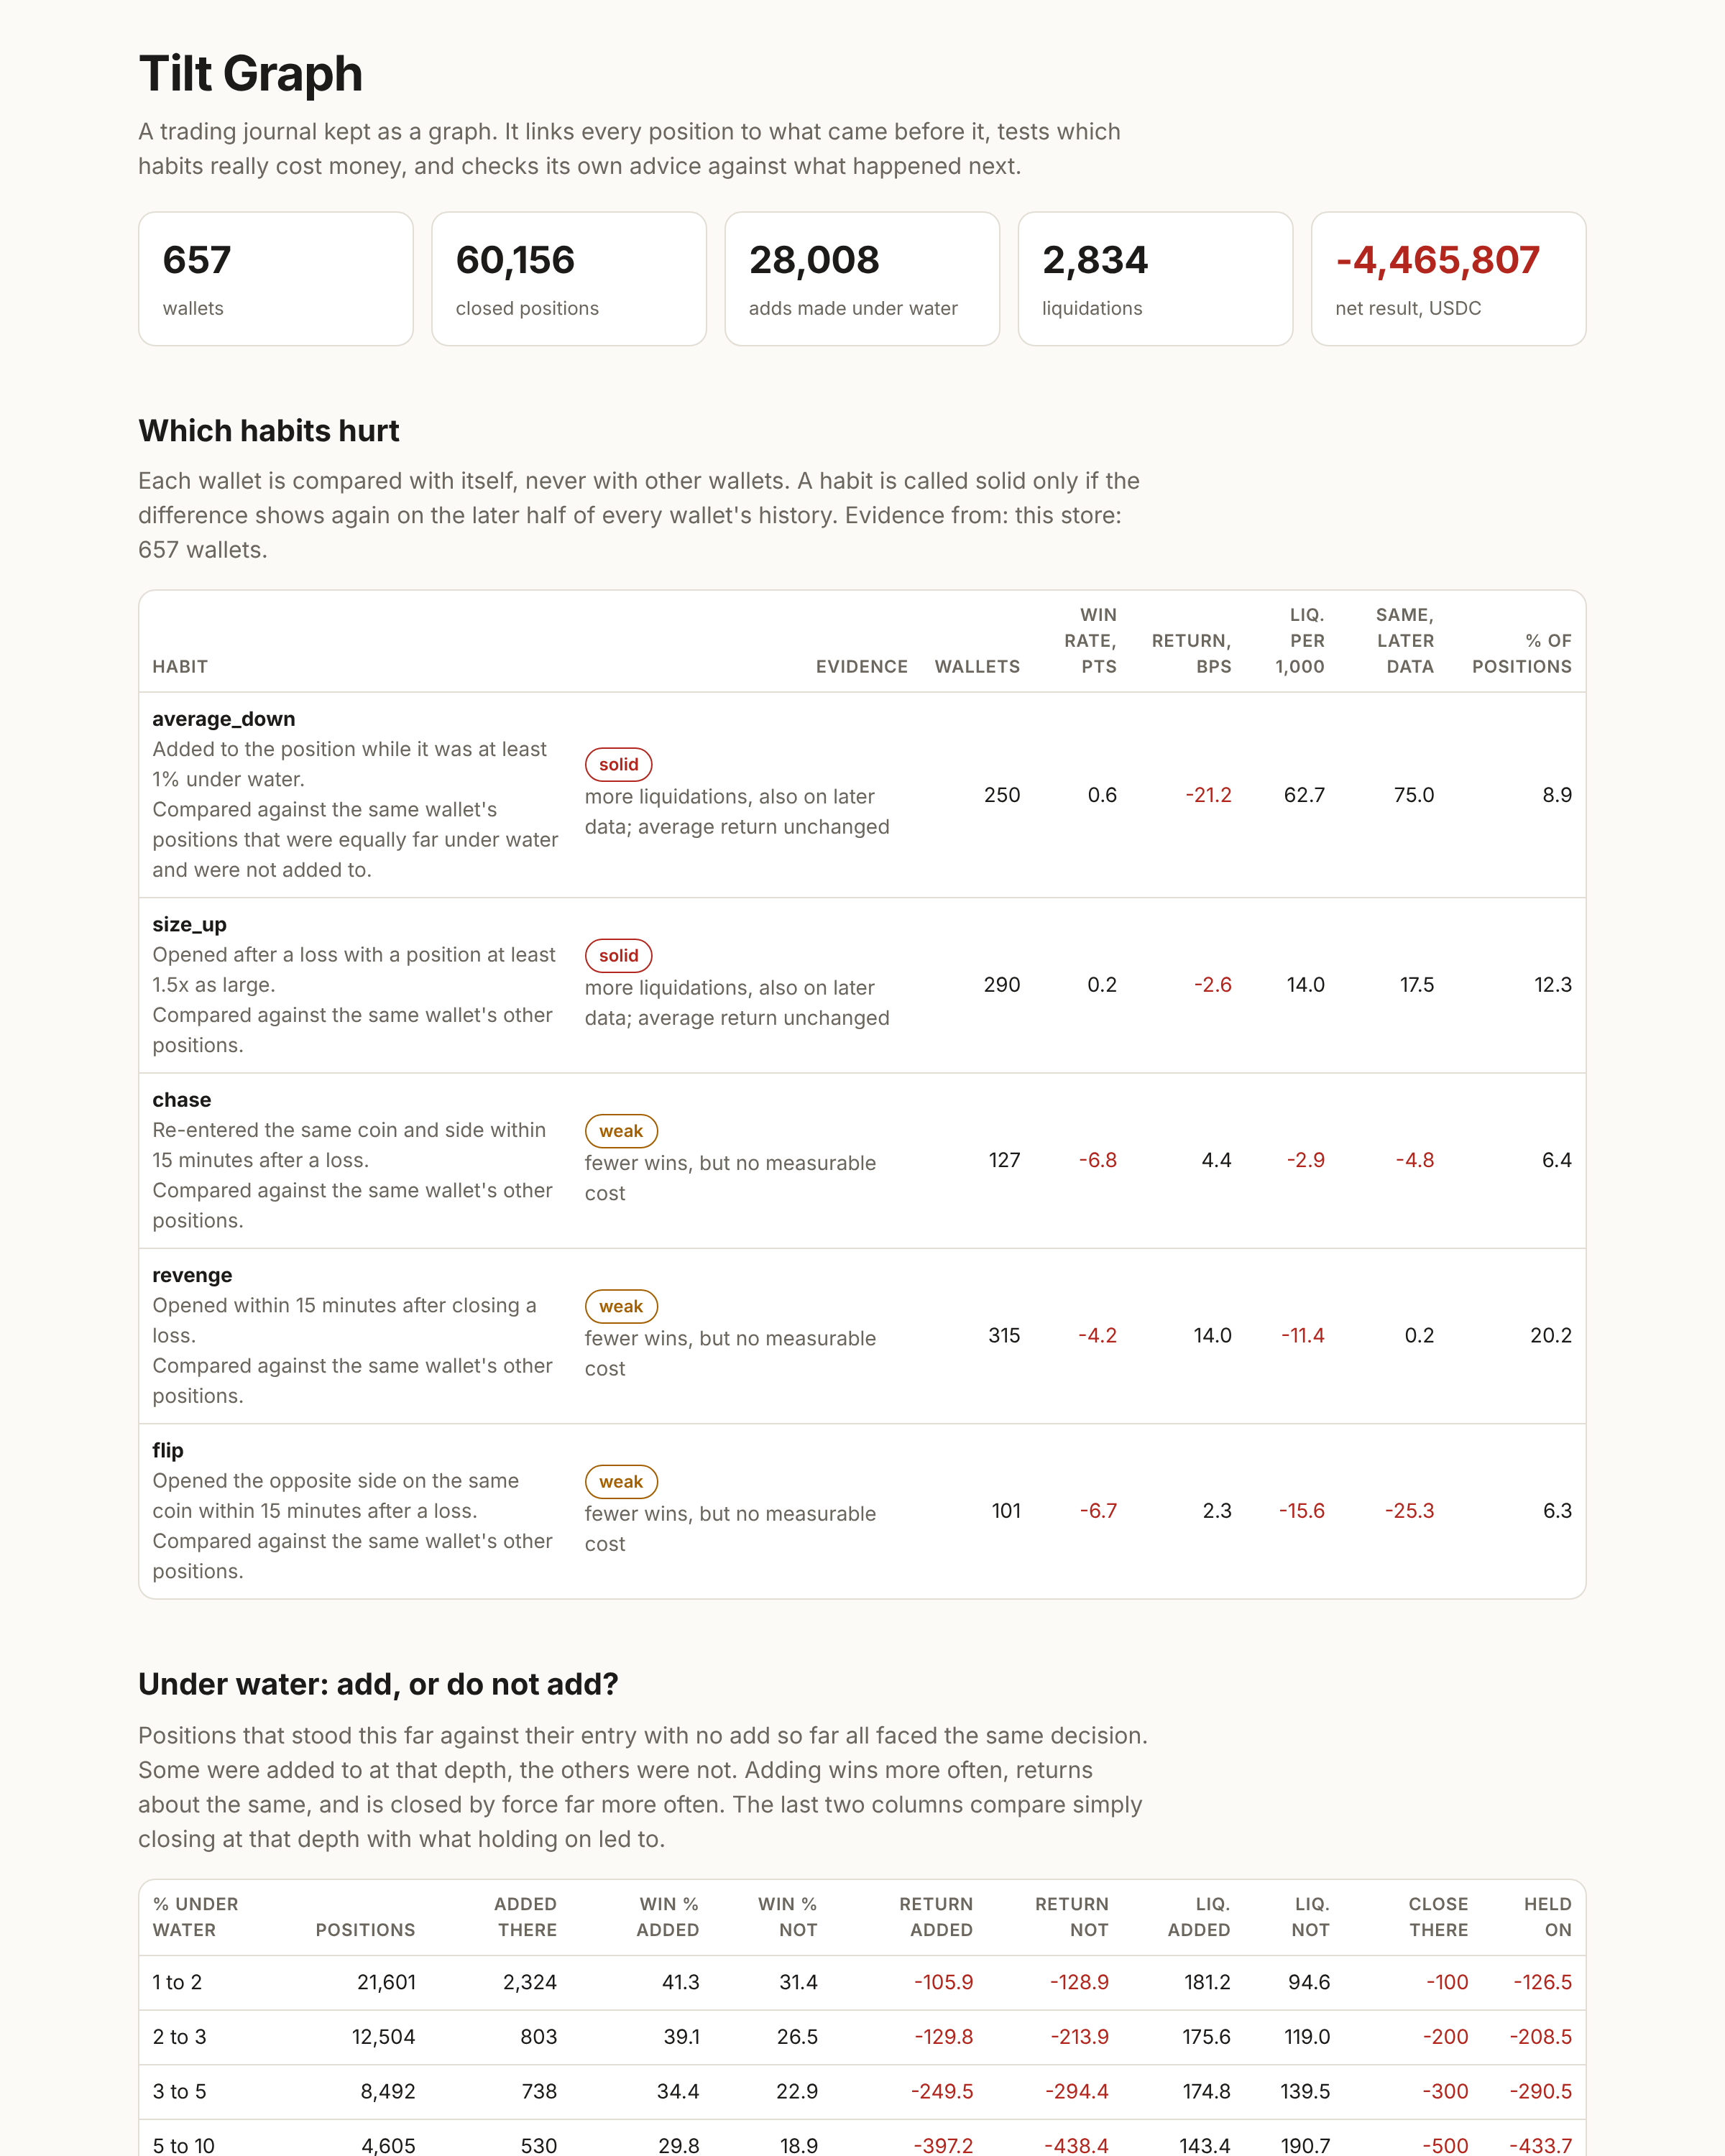 Tilt Graph
A trading journal kept as a graph. It links every position to what came before it, tests which
habits really cost money, and checks its own advice against what happened next.
657
wallets
60,156
closed positions
28,008
adds made under water
2,834
liquidations
-4,465,807
net result, USDC
Which habits hurt
Each wallet is compared with itself, never with other wallets. A habit is called solid only if the
difference shows again on the later half of every wallet's history. Evidence from: this store:
657 wallets.
HABIT EVIDENCE WALLETS WIN RATE, PTS RETURN, BPS LIQ. PER 1,000 SAME, LATER DATA % OF POSITIONS
average_down
Added to the position while it was at least
1% under water.
Compared against the same wallet's
positions that were equally far under water
and were not added to.
solid
more liquidations, also on later
data; average return unchanged
250 0.6 -21.2 62.7 75.0 8.9
size_up
Opened after a loss with a position at least
1.5x as large.
Compared against the same wallet's other
positions.
solid
more liquidations, also on later
data; average return unchanged
290 0.2 -2.6 14.0 17.5 12.3
chase
Re-entered the same coin and side within
15 minutes after a loss.
Compared against the same wallet's other
positions.
weak
fewer wins, but no measurable
cost
127 -6.8 4.4 -2.9 -4.8 6.4
revenge
Opened within 15 minutes after closing a
loss.
Compared against the same wallet's other
positions.
weak
fewer wins, but no measurable
cost
315 -4.2 14.0 -11.4 0.2 20.2
flip
Opened the opposite side on the same
coin within 15 minutes after a loss.
Compared against the same wallet's other
positions.
weak
fewer wins, but no measurable
cost
101 -6.7 2.3 -15.6 -25.3 6.3
Under water: add, or do not add?
Positions that stood this far against their entry with no add so far all faced the same decision.
Some were added to at that depth, the others were not. Adding wins more often, returns
about the same, and is closed by force far more often. The last two columns compare simply
closing at that depth with what holding on led to.
% UNDER WATER POSITIONS ADDED THERE WIN % ADDED WIN % NOT RETURN ADDED RETURN NOT LIQ. ADDED LIQ. NOT CLOSE THERE HELD ON
1 to 2 21,601 2,324 41.3 31.4 -105.9 -128.9 181.2 94.6 -100 -126.5
2 to 3 12,504 803 39.1 26.5 -129.8 -213.9 175.6 119.0 -200 -208.5
3 to 5 8,492 738 34.4 22.9 -249.5 -294.4 174.8 139.5 -300 -290.5
5 to 10 4,605 530 29.8 18.9 -397.2 -438.4 143.4 190.7 -500 -433.7